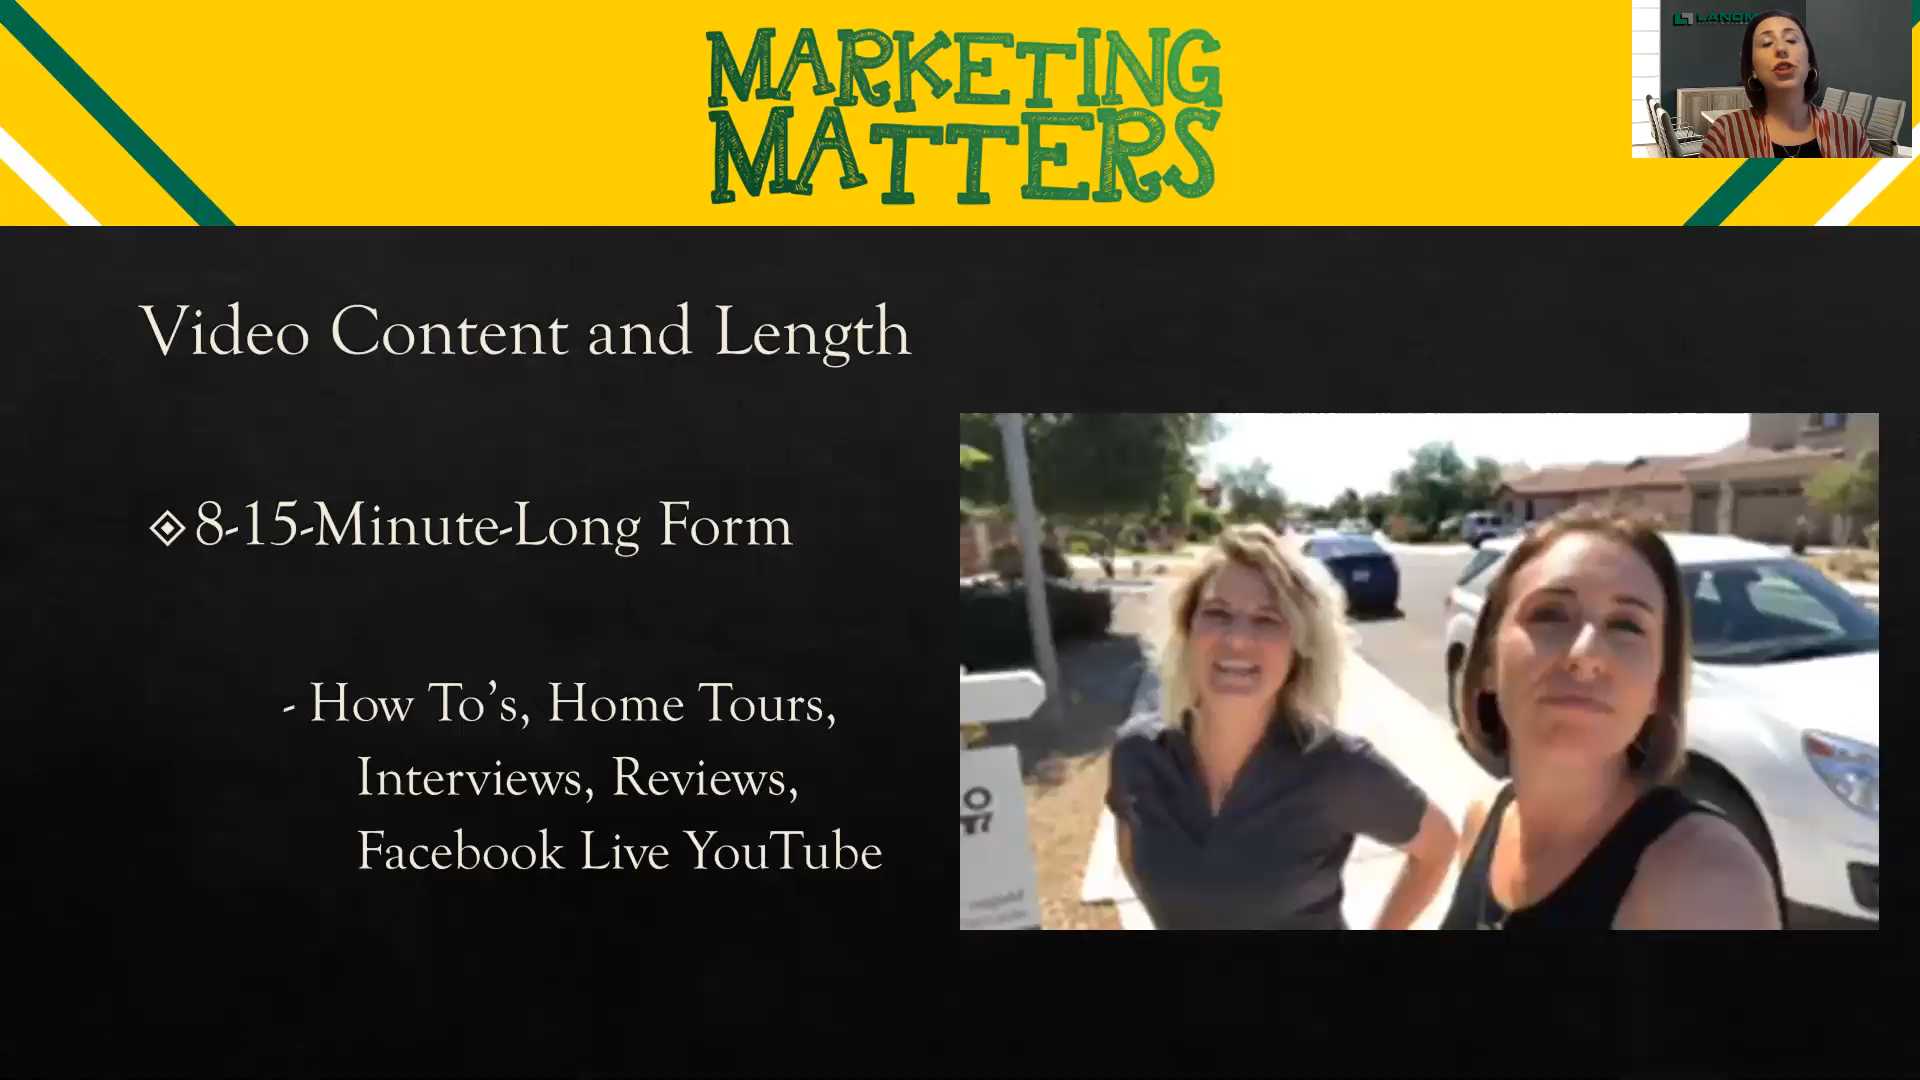 MARKETING
MATTERS
Video Content and Length
8-15-Minute-Long Form
- How To’s, Home Tours,
Interviews, Reviews,
Facebook Live YouTube